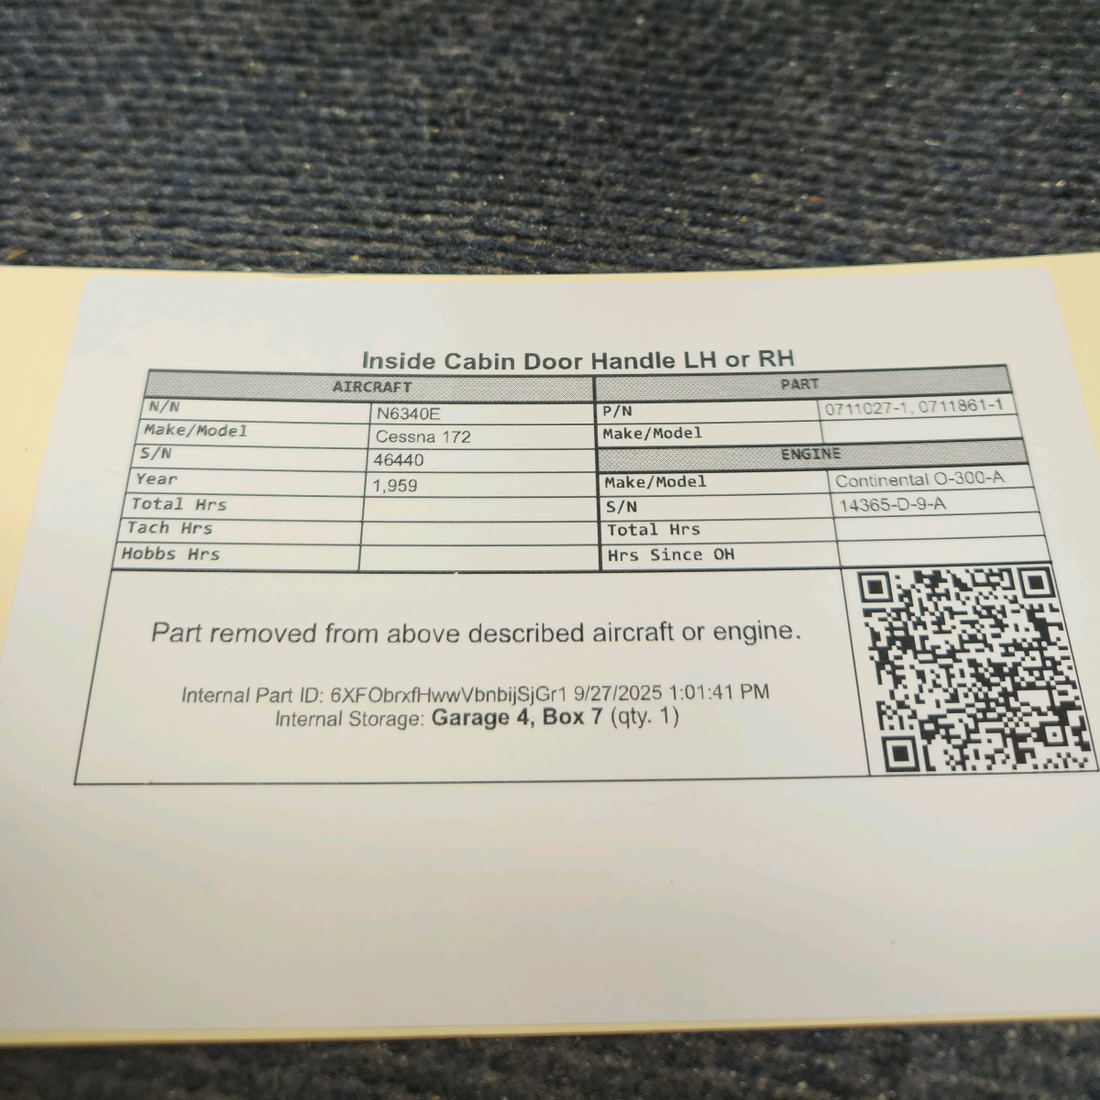 Inside Cabin Door Handle LH or RH
AIRCRAFT PART
N/N N6340E P/N 0711027-1, 0711861-1
Make/Model Cessna 172 Make/Model
S/N 46440 ENGINE
Year 1,959 Make/Model Continental O-300-A
Total Hrs S/N 14365-D-9-A
Tach Hrs Total Hrs
Hobbs Hrs Hrs Since OH
Part removed from above described aircraft or engine.
Internal Part ID: 6XFObrxfHwwVbnbijSjGr1 9/27/2025 1:01:41 PM
Internal Storage: Garage 4, Box 7 (qty. 1)